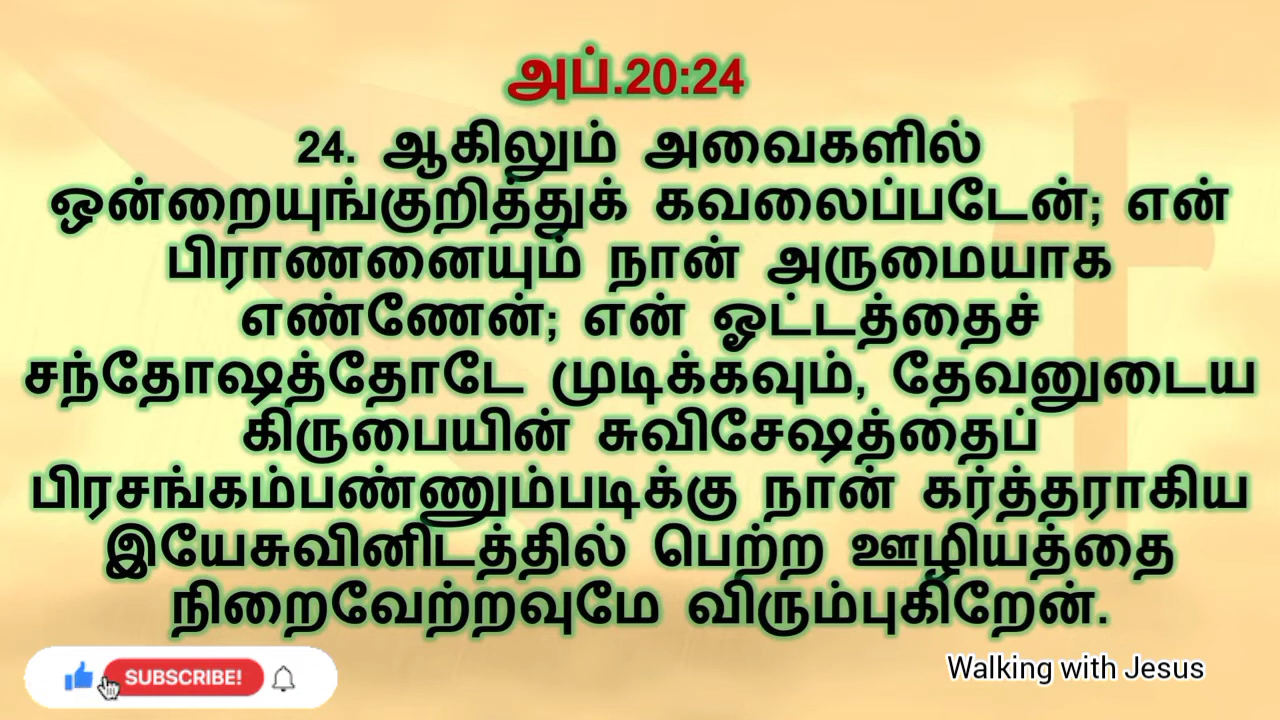 அப்.20:24
24. ஆகிலும் அவைகளில்
ஒன்றையுங்குறித்துக் கவலைப்படேன்; என்
பிராணனையும் நான் அருமையாக
எண்ணேன்; என் ஓட்டத்தைச்
சந்தோஷத்தோடே முடிக்கவும், தேவனுடைய
கிருபையின் சுவிசேஷத்தைப்
பிரசங்கம்பண்ணும்படிக்கு நான் கர்த்தராகிய
இயேசுவினிடத்தில் பெற்ற ஊழியத்தை
நிறைவேற்றவுமே விரும்புகிறேன்.
SUBSCRIBE!
Walking with Jesus